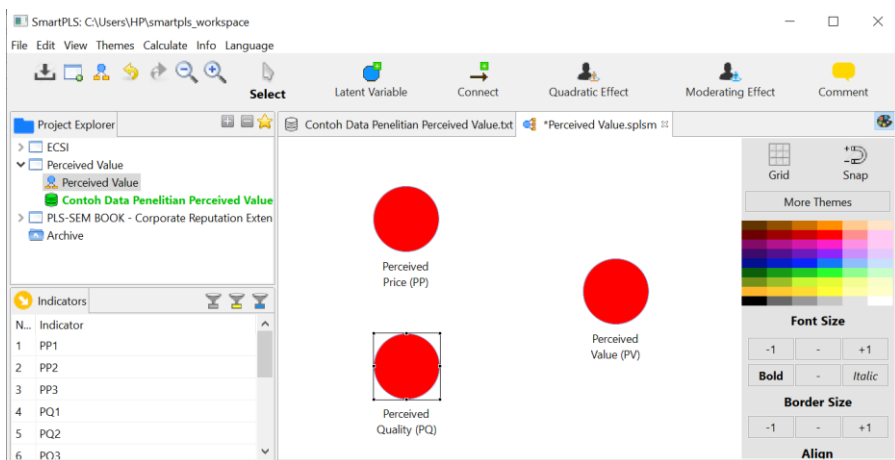 SmartPLS: C:\Users\HP\smartpls_workspace
File Edit View Themes Calculate Info Language
Select
Latent Variable
Connect
Quadratic Effect
Moderating Effect
Comment
Project Explorer
Contoh Data Penelitian Perceived Value.txt
*Perceived Value.splsm
ECSI
Perceived Value
Perceived Value
Contoh Data Penelitian Perceived Value
PLS-SEM BOOK - Corporate Reputation Exten
Archive
Indicators
N... Indicator
1 PP1
2 PP2
3 PP3
4 PQ1
5 PQ2
6 PQ3
Perceived
Price (PP)
Perceived
Quality (PQ)
Perceived
Value (PV)
Grid
Snap
More Themes
Font Size
-1 - +1
Bold - Italic
Border Size
-1 - +1
Align